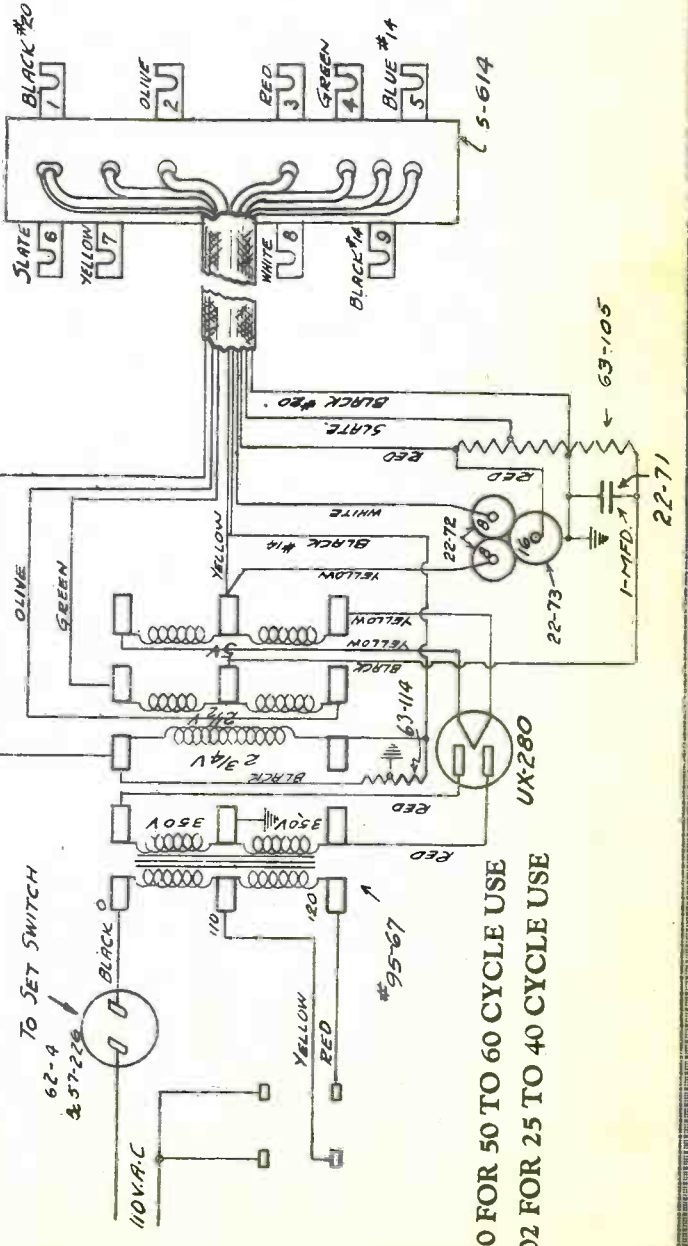 BLACK #20
1
OLIVE
2
RED
3
GREEN
4
BLUE #14
5
5-614
SLATE
6
YELLOW
7
WHITE
8
BLACK #14
9
OLIVE
GREEN
YELLOW
BLACK #20
SLATE
RED
RED
WHITE
BLACK #14
YELLOW
63-105
22-72
8
8
16
22-73
1-MFD.
22-71
5V
YELLOW
YELLOW
BLACK
2 1/2 V
2 3/4 V
BLACK
63-114
RED
RED
UX-280
350V
350V
TO SET SWITCH
62-4
& 57-226
BLACK
0
110
120
YELLOW
RED
#95-67
110 V.A.C
0 FOR 50 TO 60 CYCLE USE
02 FOR 25 TO 40 CYCLE USE